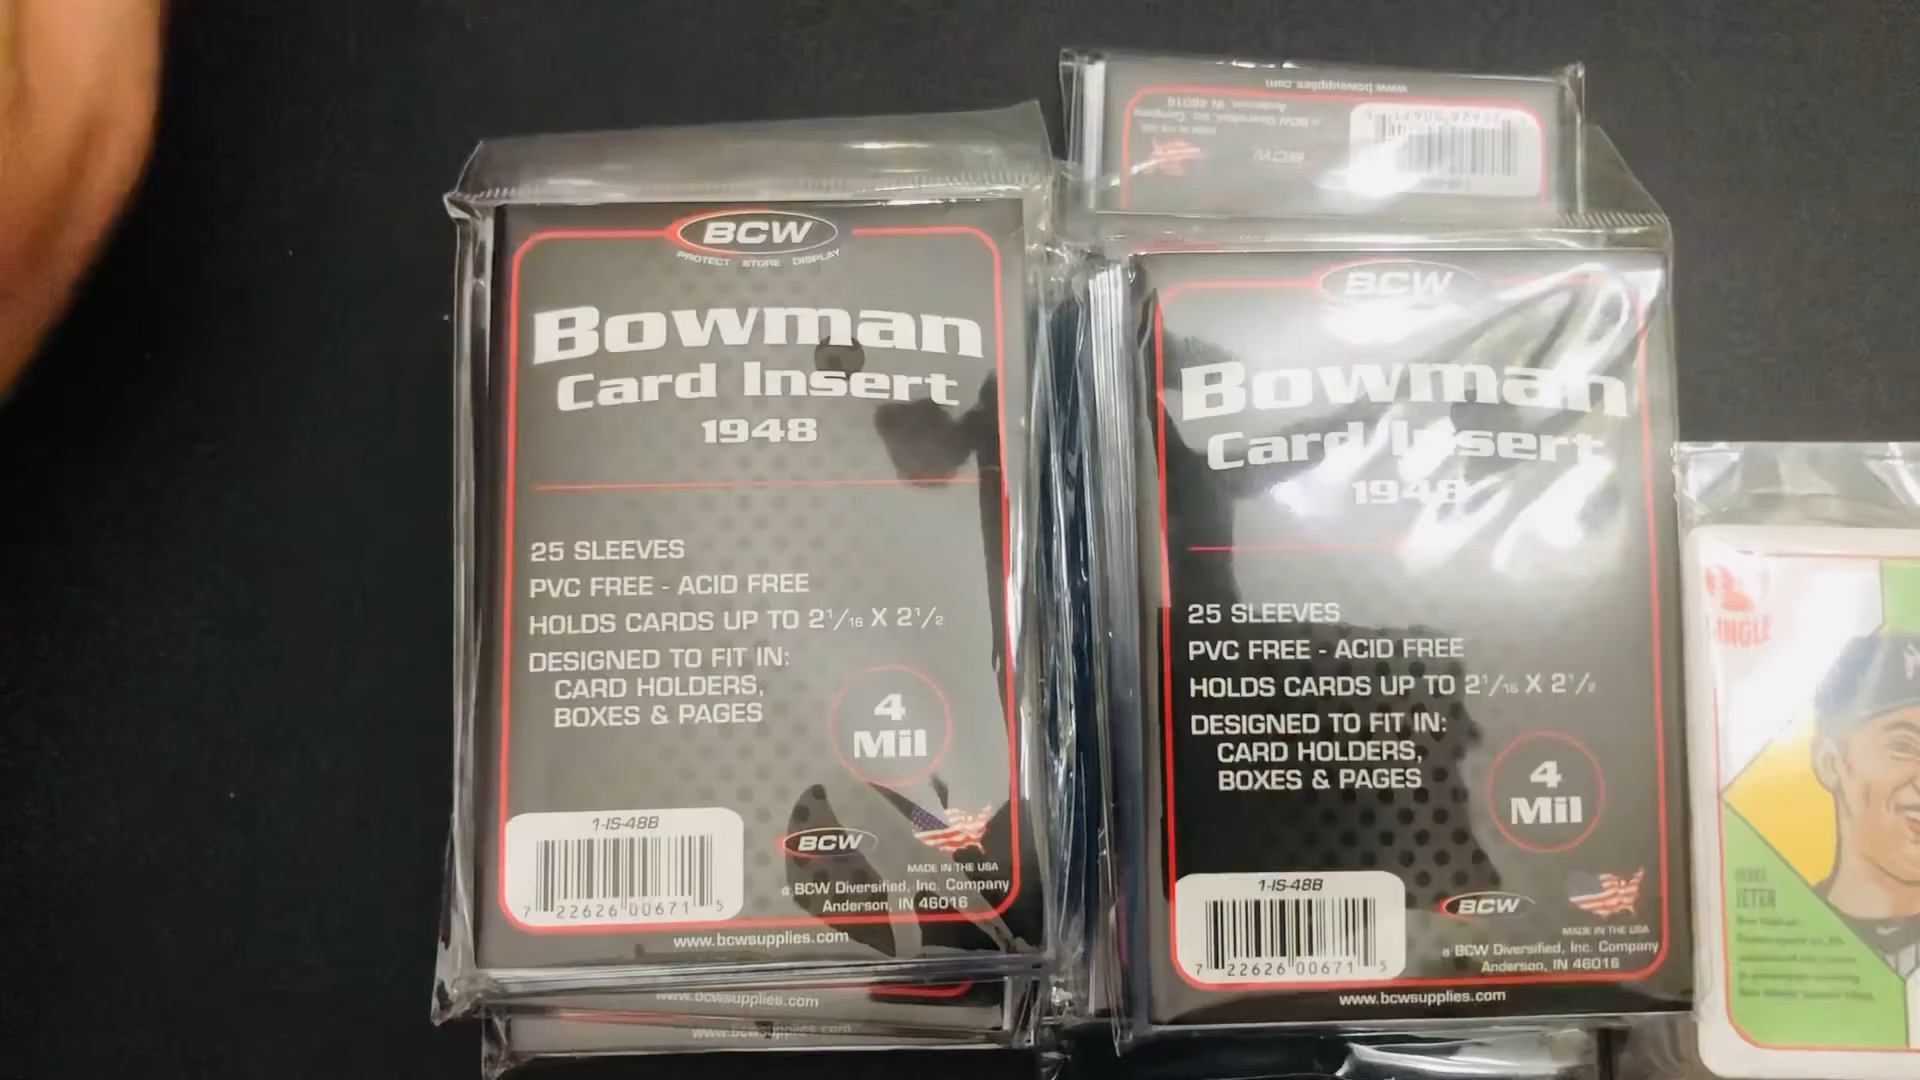 BCW
PROTECT STORE DISPLAY
Bowman
Card Insert
1948
25 SLEEVES
PVC FREE - ACID FREE
HOLDS CARDS UP TO 2 1/16 X 2 1/2
DESIGNED TO FIT IN:
CARD HOLDERS,
BOXES & PAGES
4
Mil
1-IS-48B
7 22626 00671 5
BCW
MADE IN THE USA
a BCW Diversified, Inc. Company
Anderson, IN 46016
www.bcwsupplies.com
www.bcwsupplies.com
www.bcwsupplies.com
www.bcwsupplies.com
Anderson, IN 46016
a BCW Diversified, Inc. Company
BCW
BCW
Bowman
Card Insert
1948
25 SLEEVES
PVC FREE - ACID FREE
HOLDS CARDS UP TO 2 1/16 X 2 1/2
DESIGNED TO FIT IN:
CARD HOLDERS,
BOXES & PAGES
4
Mil
1-IS-48B
7 22626 00671 5
BCW
MADE IN THE USA
a BCW Diversified, Inc. Company
Anderson, IN 46016
www.bcwsupplies.com
JETER